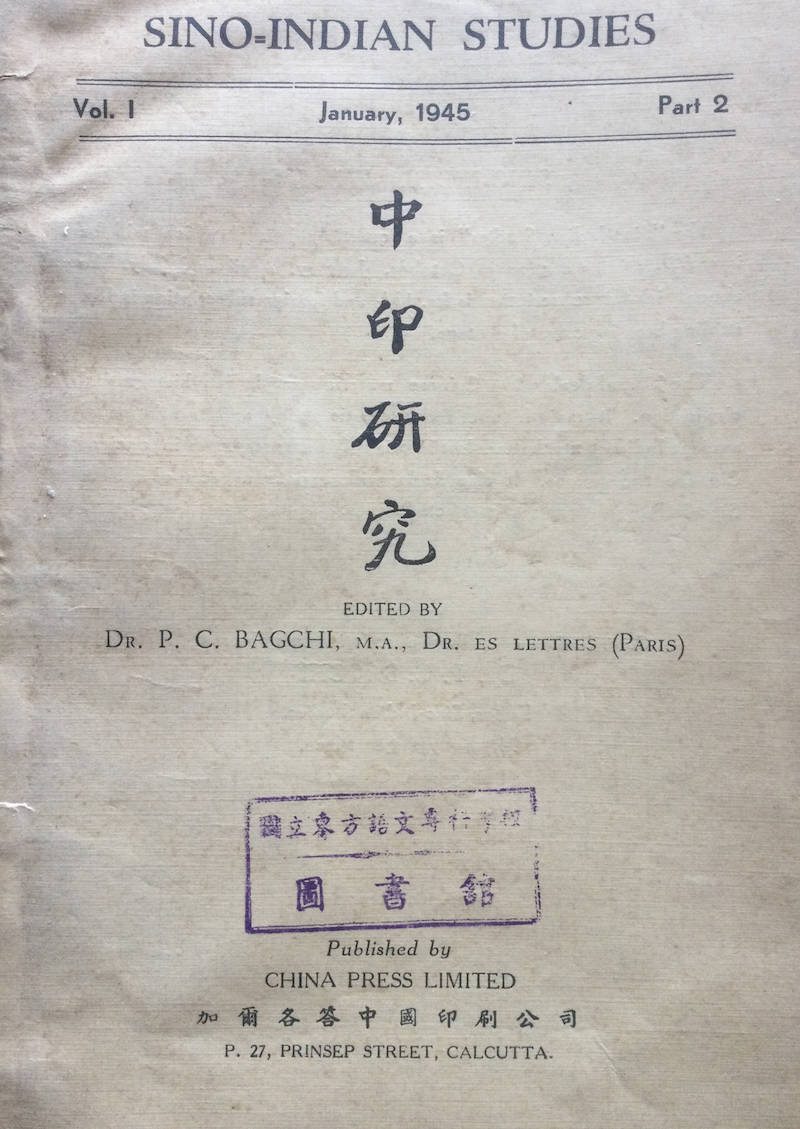 SINO=INDIAN STUDIES
Vol. I January, 1945 Part 2
中
印
研
究
EDITED BY
DR. P. C. BAGCHI, M.A., DR. ES LETTRES (PARIS)
國立東方語文專科學校
圖書館
Published by
CHINA PRESS LIMITED
加爾各答中國印刷公司
P. 27, PRINSEP STREET, CALCUTTA.